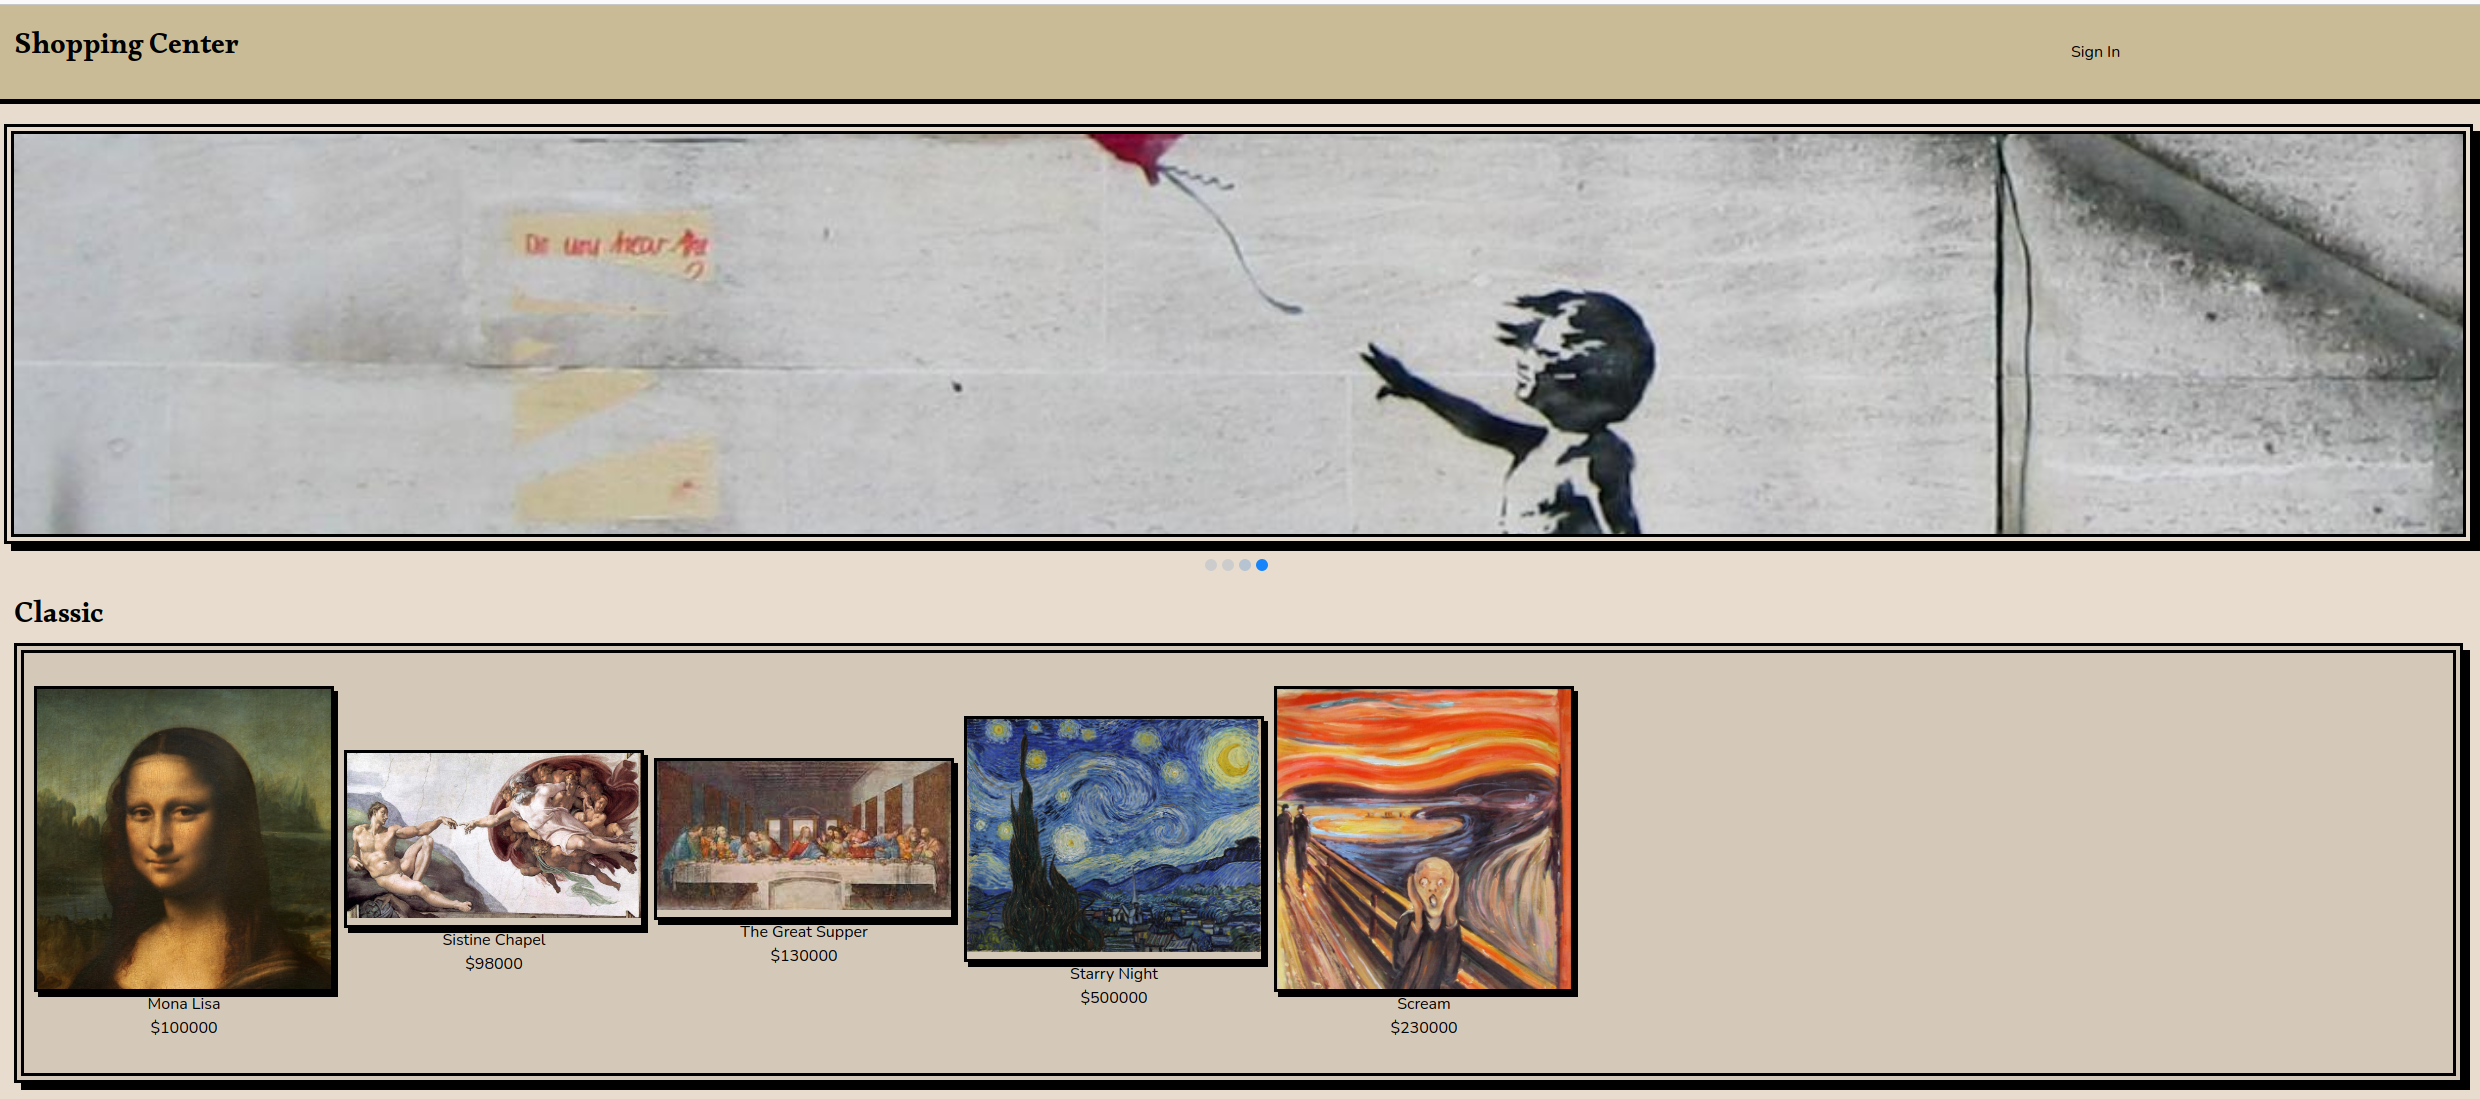 Shopping Center
Sign In
Classic
Mona Lisa
$100000
Sistine Chapel
$98000
The Great Supper
$130000
Starry Night
$500000
Scream
$230000